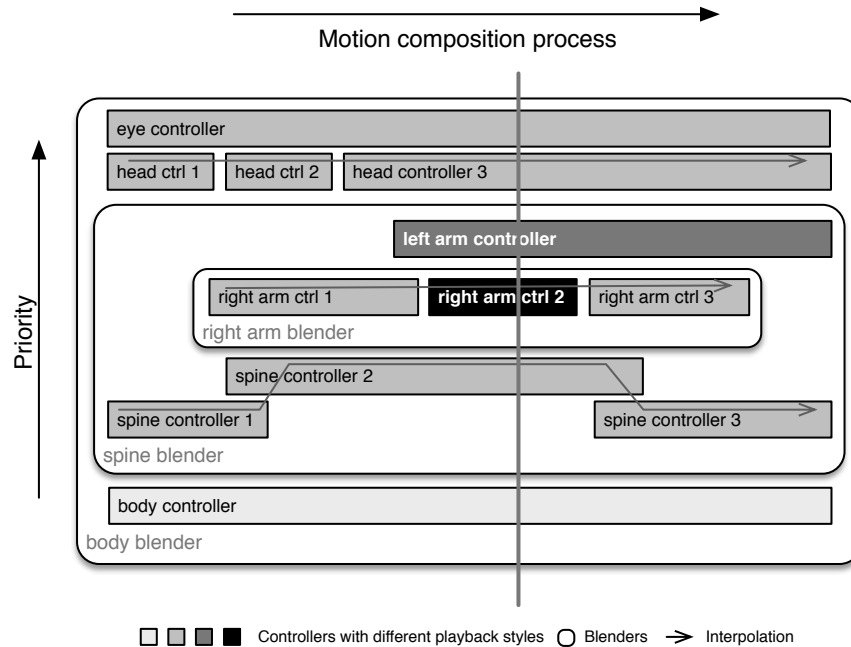 Motion composition process
Priority
eye controller
head ctrl 1 head ctrl 2 head controller 3
left arm controller
right arm ctrl 1 right arm ctrl 2 right arm ctrl 3
right arm blender
spine controller 2
spine controller 1 spine controller 3
spine blender
body controller
body blender
Controllers with different playback styles Blenders Interpolation